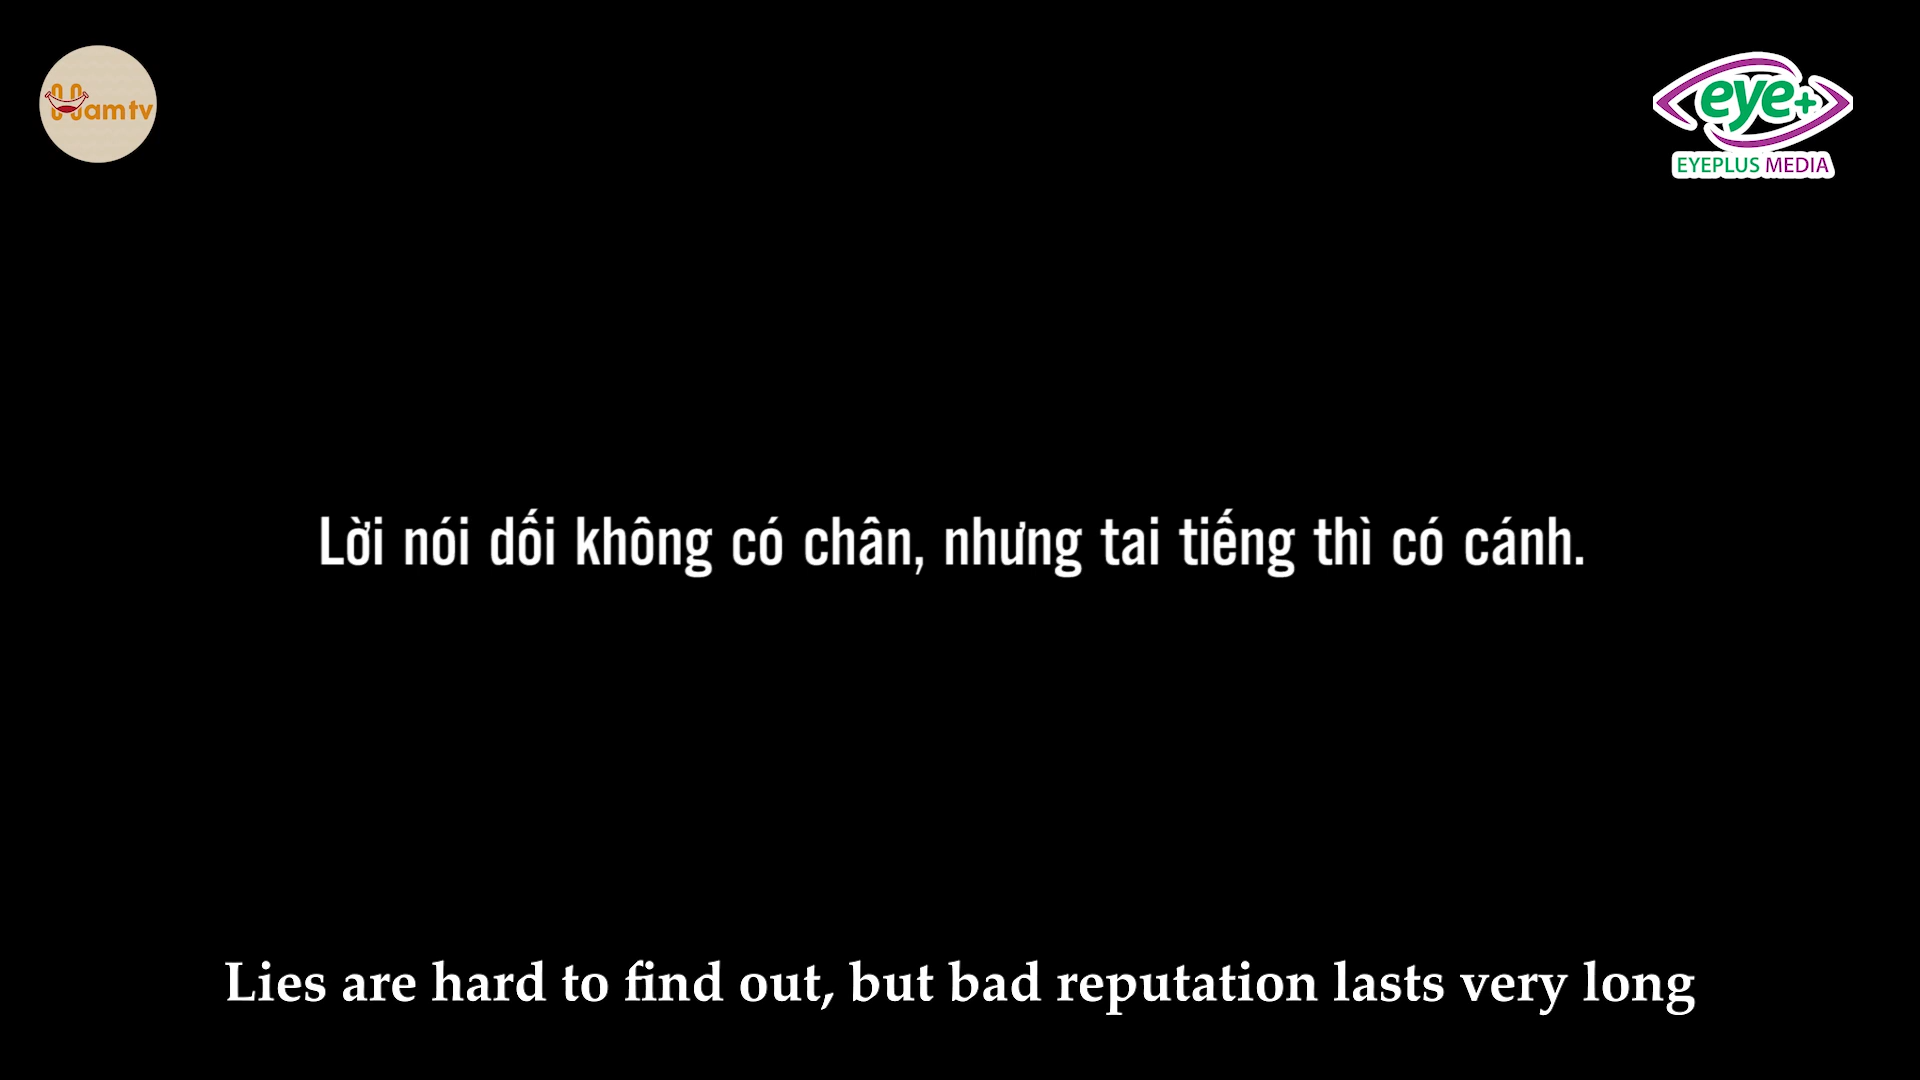 Hamtv
eye+
EYEPLUS MEDIA
Lời nói dối không có chân, nhưng tai tiếng thì có cánh.
Lies are hard to find out, but bad reputation lasts very long